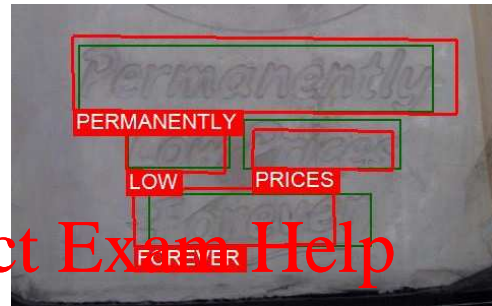 Permanently
PERMANENTLY
Low Prices
LOW PRICES
Forever
ct Exam Help
FOREVER